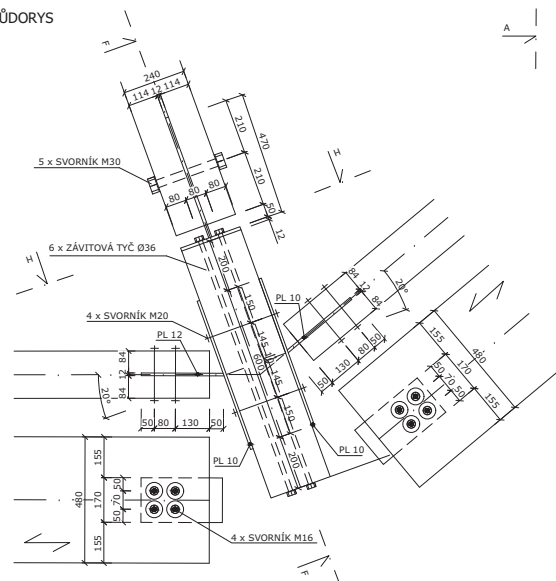 ŮDORYS
A
F
240
114 12 114
210
470
5 x SVORNÍK M30
210
H
80 80 80
50
12
6 x ZÁVITOVÁ TYČ Ø36
200
H
84
12
84
20°
150
4 x SVORNÍK M20
PL 10
PL 12
145
155
480
84
12
84
600
10
145
50 130 80 50
170
50
70
50
155
20°
50 80 130 50
150
PL 10
PL 10
200
155
480
170
50
70
50
155
4 x SVORNÍK M16
F